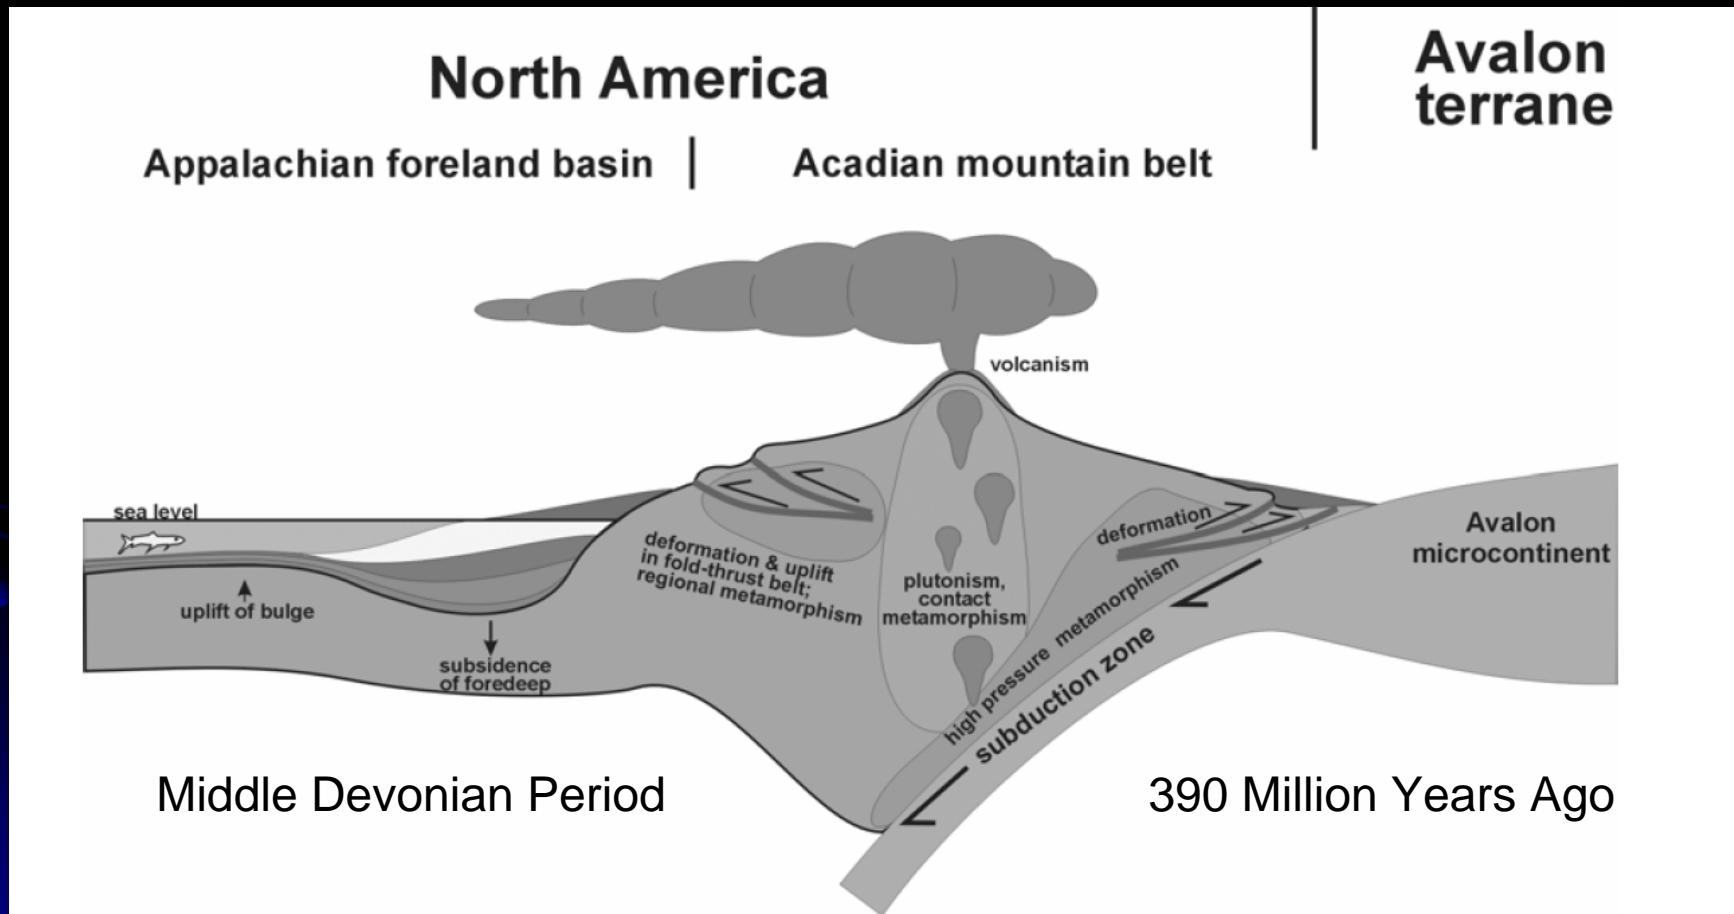 North America
Avalon
terrane
Appalachian foreland basin
Acadian mountain belt
volcanism
sea level
uplift of bulge
subsidence
of foredeep
deformation & uplift
in fold-thrust belt;
regional metamorphism
plutonism,
contact
metamorphism
deformation
high pressure metamorphism
subduction zone
Avalon
microcontinent
Middle Devonian Period
390 Million Years Ago